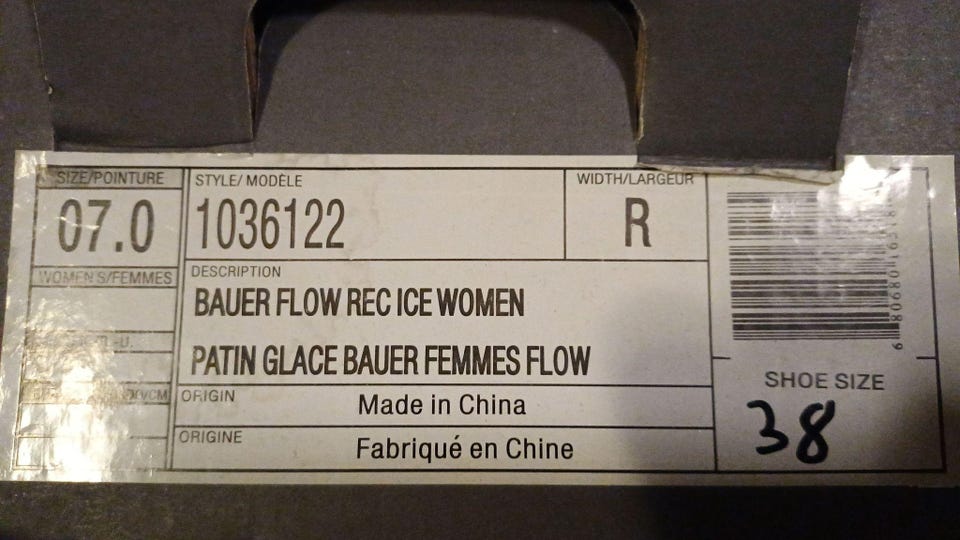 SIZE/POINTURE
07.0
WOMEN'S/FEMMES
STYLE/ MODÈLE
1036122
WIDTH/LARGEUR
R
DESCRIPTION
BAUER FLOW REC ICE WOMEN
PATIN GLACE BAUER FEMMES FLOW
ORIGIN
Made in China
ORIGINE
Fabriqué en Chine
SHOE SIZE
38